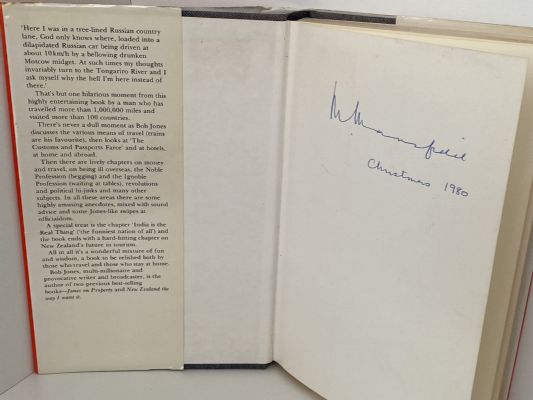 'Here I was in a tree-lined Russian country
lane, God only knows where, loaded into a
dilapidated Russian car being driven at
about 10km/h by a bellowing drunken
Moscow midget. At such times my thoughts
invariably turn to the Tongariro River and I
ask myself why the hell I'm here instead of
there.'
That's but one hilarious moment from this
highly entertaining book by a man who has
travelled more than 1,000,000 miles and
visited more than 100 countries.
There's never a dull moment as Bob Jones
discusses the various means of travel (trains
are his favourite), then looks at 'The
Customs and Passports Farce' and at hotels,
at home and abroad.
Then there are lively chapters on money
and travel, on being ill overseas, the Noble
Profession (begging) and the Ignoble
Profession (waiting at tables), revolutions
and political hi-jinks and many other
subjects. In all these areas there are some
highly amusing anecdotes, mixed with sound
advice and some Jones-like swipes at
officialdom.
A special treat is the chapter 'India is the
Real Thing' ('the funniest nation of all') and
the book ends with a hard-hitting chapter on
New Zealand's future in tourism.
All in all it's a wonderful mixture of fun
and wisdom, a book to be relished both by
those who travel and those who stay at home.
Bob Jones, multi-millionaire and
provocative writer and broadcaster, is the
author of two previous best-selling
books—Jones on Property and New Zealand the
way I want it.
M. Mansfield
Christmas 1980